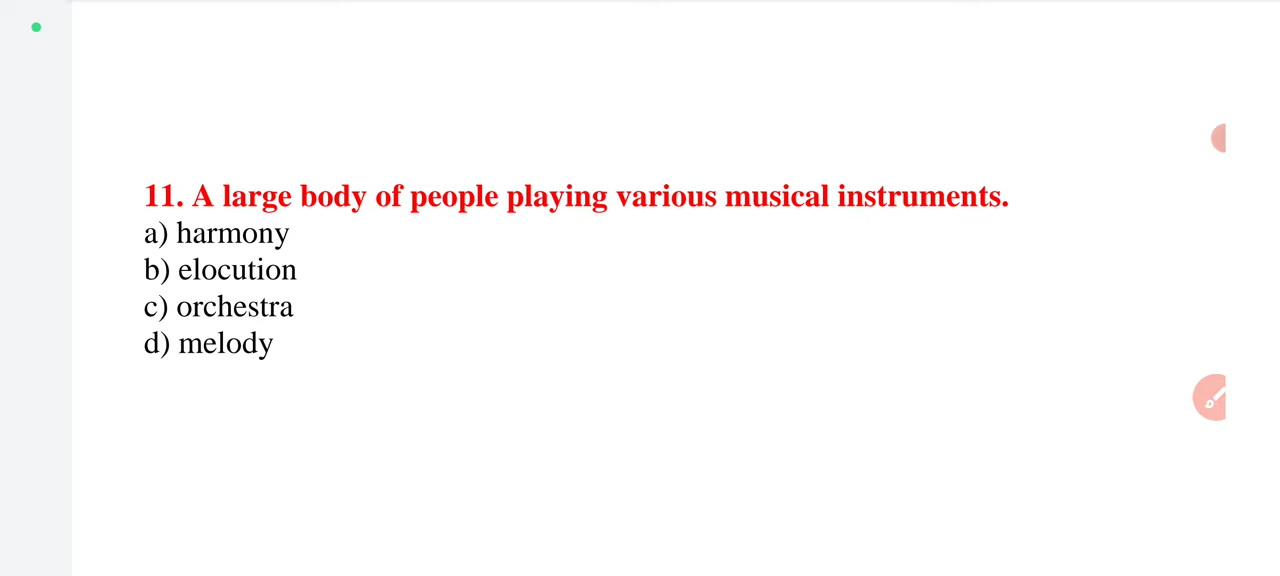 11. A large body of people playing various musical instruments.
a) harmony
b) elocution
c) orchestra
d) melody